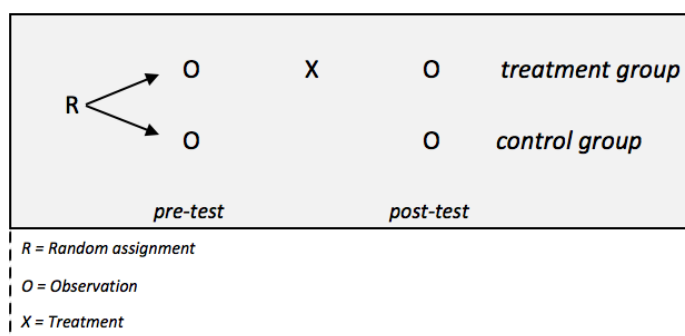 O X O treatment group
R
O O control group
pre-test post-test
R = Random assignment
O = Observation
X = Treatment